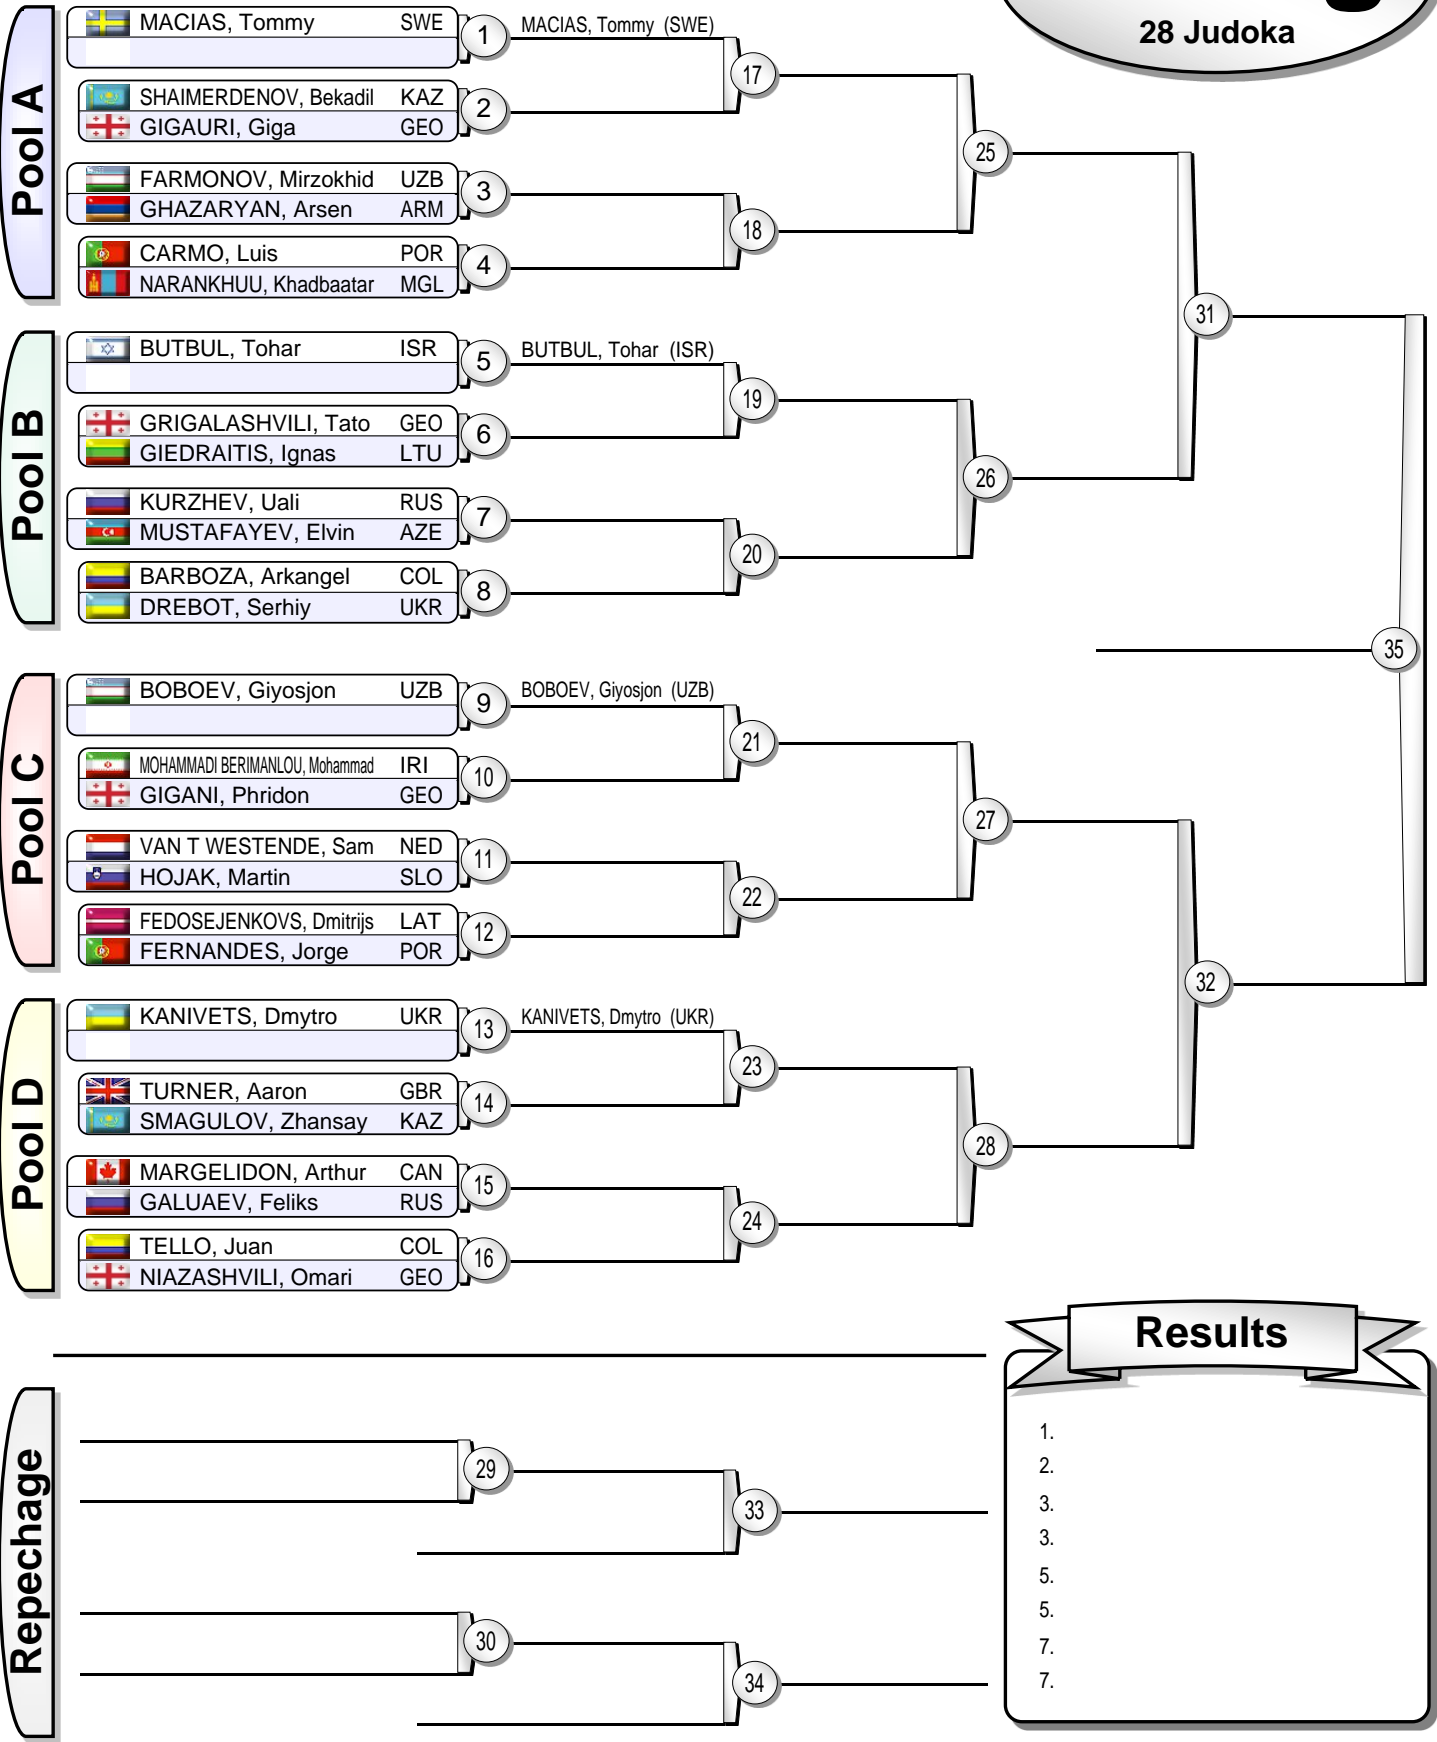 28 Judoka
Pool A
MACIAS, Tommy SWE
1
MACIAS, Tommy (SWE)
17
SHAIMERDENOV, Bekadil KAZ
2
GIGAURI, Giga GEO
25
FARMONOV, Mirzokhid UZB
3
GHAZARYAN, Arsen ARM
18
CARMO, Luis POR
4
NARANKHUU, Khadbaatar MGL
31
Pool B
BUTBUL, Tohar ISR
5
BUTBUL, Tohar (ISR)
19
GRIGALASHVILI, Tato GEO
6
GIEDRAITIS, Ignas LTU
26
KURZHEV, Uali RUS
7
MUSTAFAYEV, Elvin AZE
20
BARBOZA, Arkangel COL
8
DREBOT, Serhiy UKR
35
Pool C
BOBOEV, Giyosjon UZB
9
BOBOEV, Giyosjon (UZB)
21
MOHAMMADI BERIMANLOU, Mohammad IRI
10
GIGANI, Phridon GEO
27
VAN T WESTENDE, Sam NED
11
HOJAK, Martin SLO
22
FEDOSEJENKOVS, Dmitrijs LAT
12
FERNANDES, Jorge POR
32
Pool D
KANIVETS, Dmytro UKR
13
KANIVETS, Dmytro (UKR)
23
TURNER, Aaron GBR
14
SMAGULOV, Zhansay KAZ
28
MARGELIDON, Arthur CAN
15
GALUAEV, Feliks RUS
24
TELLO, Juan COL
16
NIAZASHVILI, Omari GEO
Repechage
29
33
30
34
Results
1.
2.
3.
3.
5.
5.
7.
7.